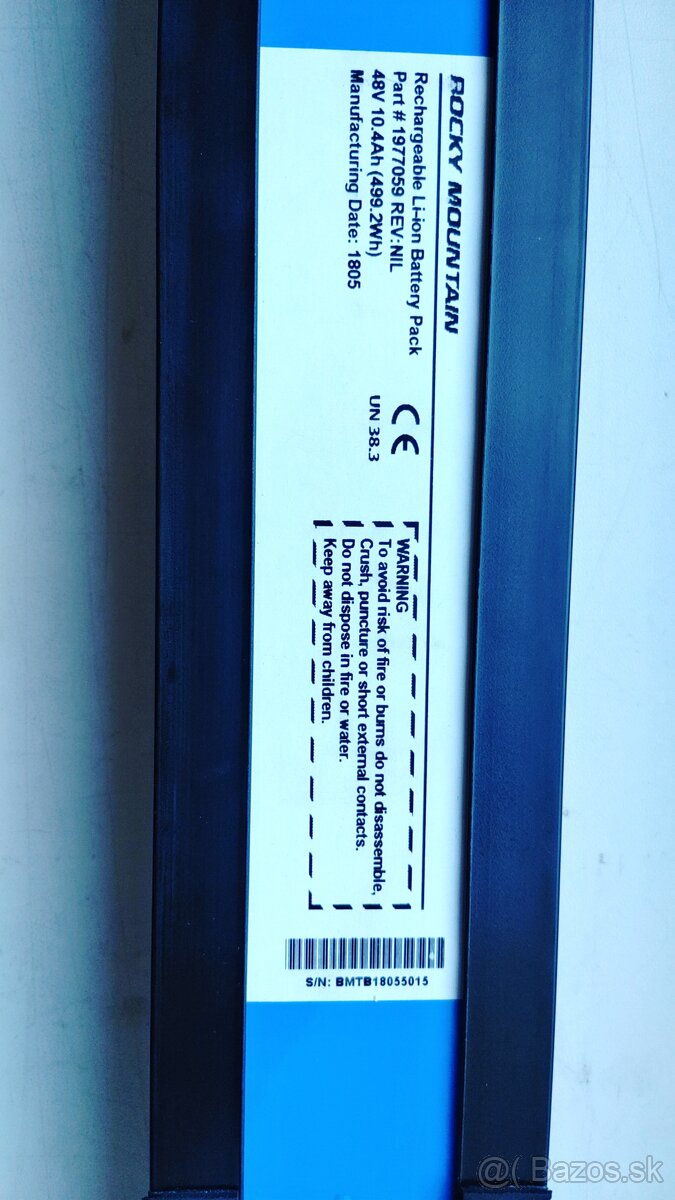 ROCKY MOUNTAIN
Rechargeable Li-ion Battery Pack
Part # 1977059 REV:NIL
48V 10.4Ah (499.2Wh)
Manufacturing Date: 1805
CE
UN 38.3
WARNING
To avoid risk of fire or burns do not disassemble,
Crush, puncture or short external contacts.
Do not dispose in fire or water.
Keep away from children.
S/N: BMTB18055015
@( Bazos.sk